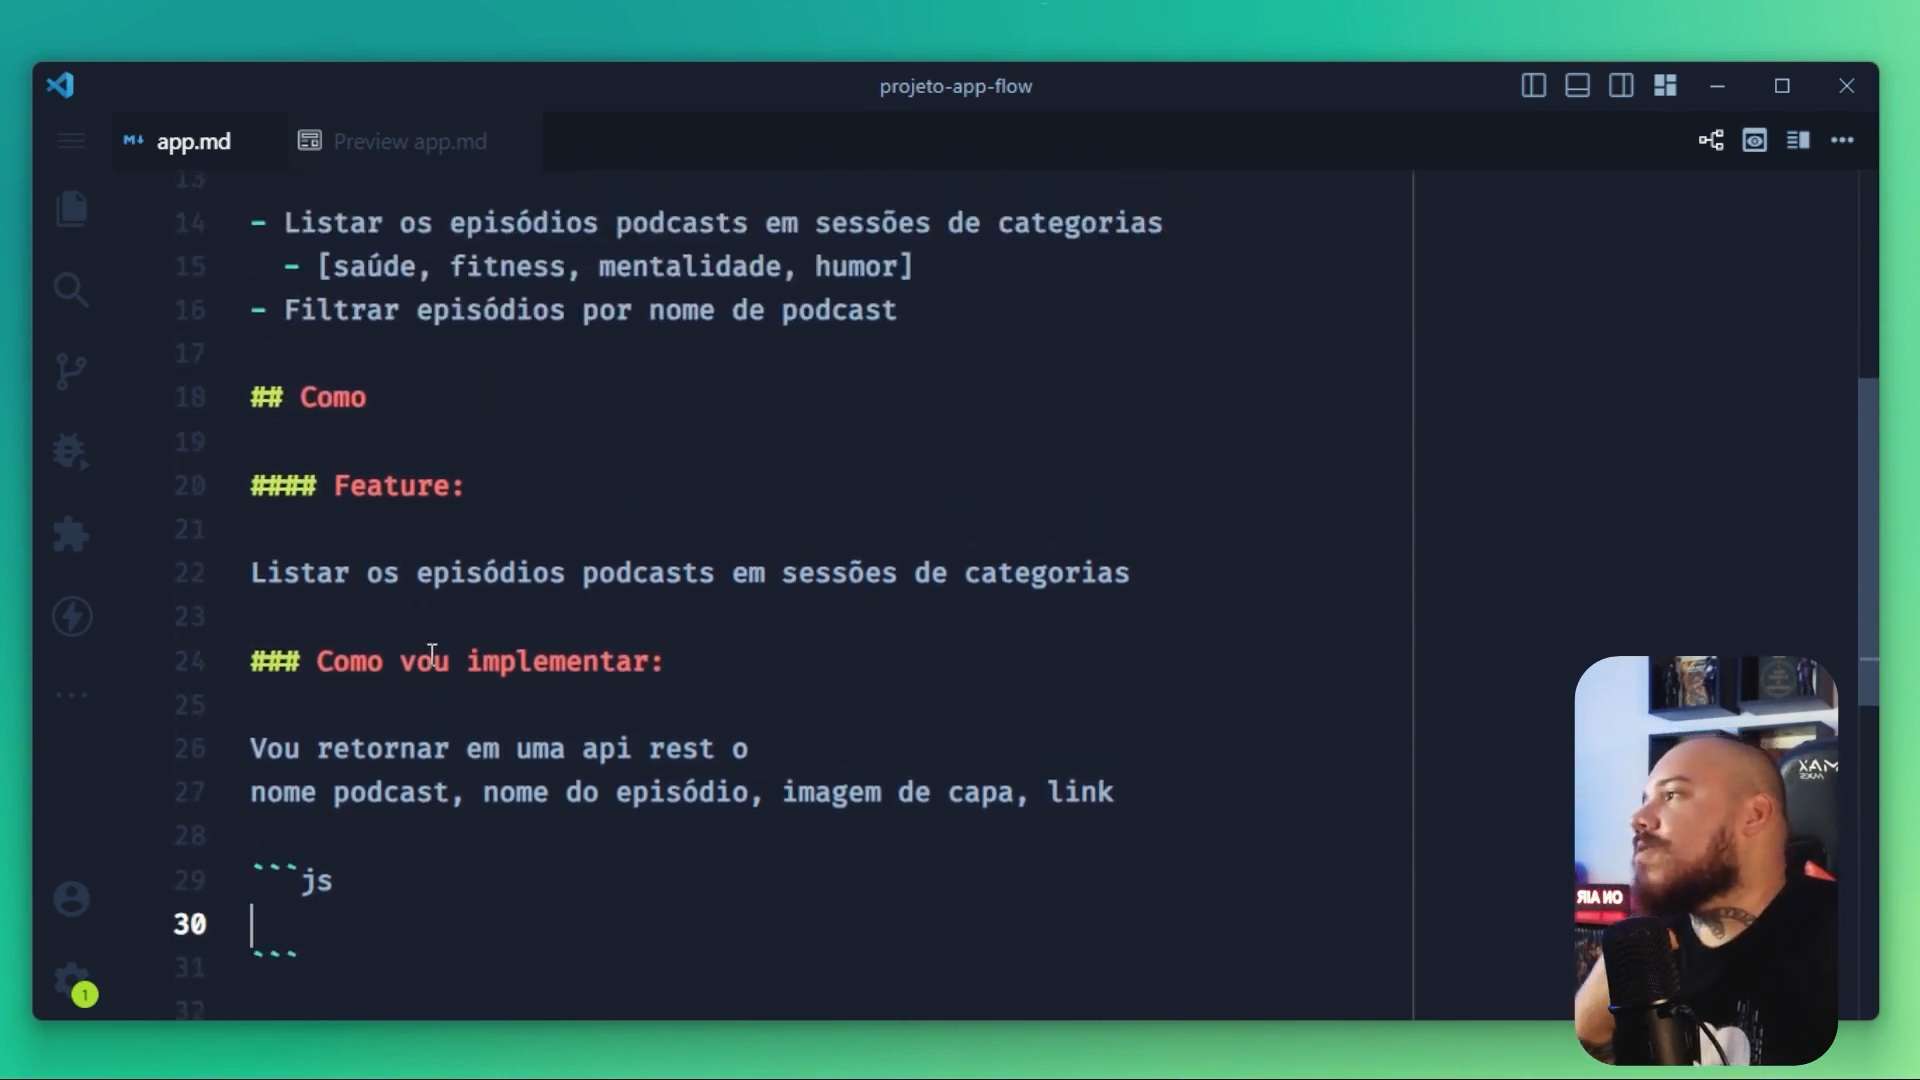 projeto-app-flow
app.md
Preview app.md
13
14 - Listar os episódios podcasts em sessões de categorias
15 - [saúde, fitness, mentalidade, humor]
16 - Filtrar episódios por nome de podcast
17
18 ## Como
19
20 #### Feature:
21
22 Listar os episódios podcasts em sessões de categorias
23
24 ### Como vou implementar:
25
26 Vou retornar em uma api rest o
27 nome podcast, nome do episódio, imagem de capa, link
28
29 ```js
30
31 ```
32
1
XAM
ON AIR